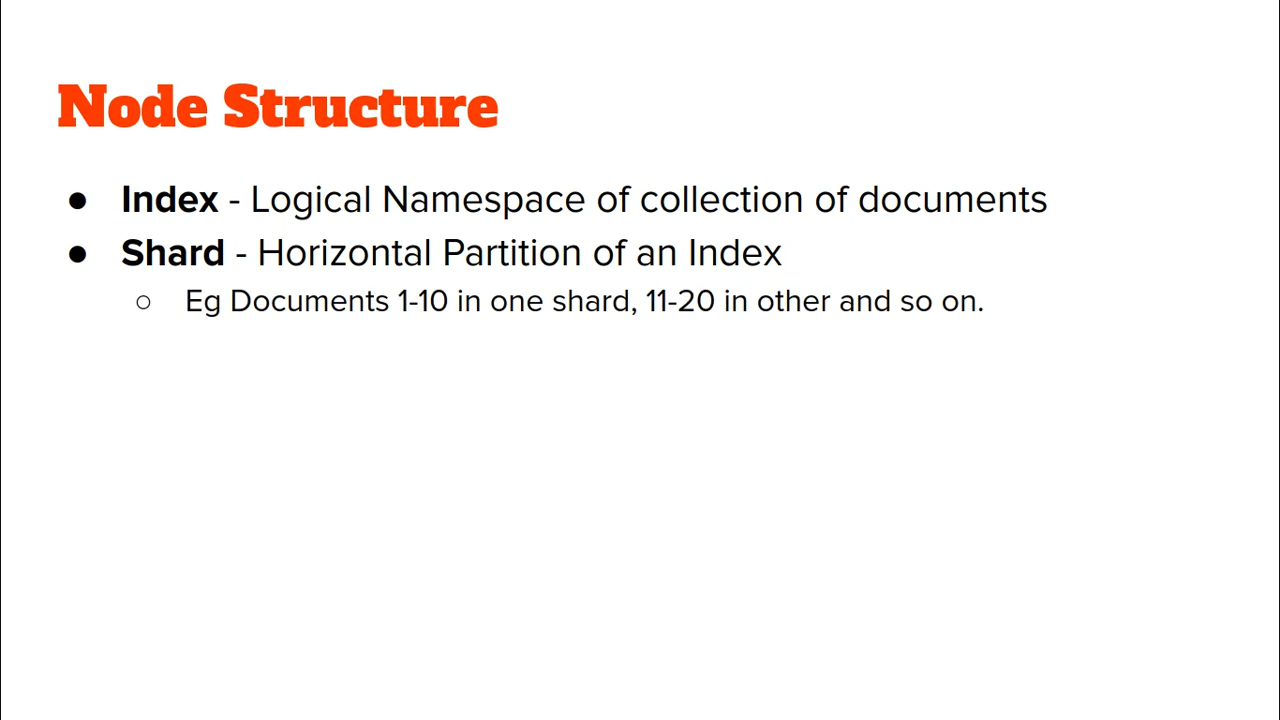 Node Structure
● Index - Logical Namespace of collection of documents
● Shard - Horizontal Partition of an Index
○ Eg Documents 1-10 in one shard, 11-20 in other and so on.